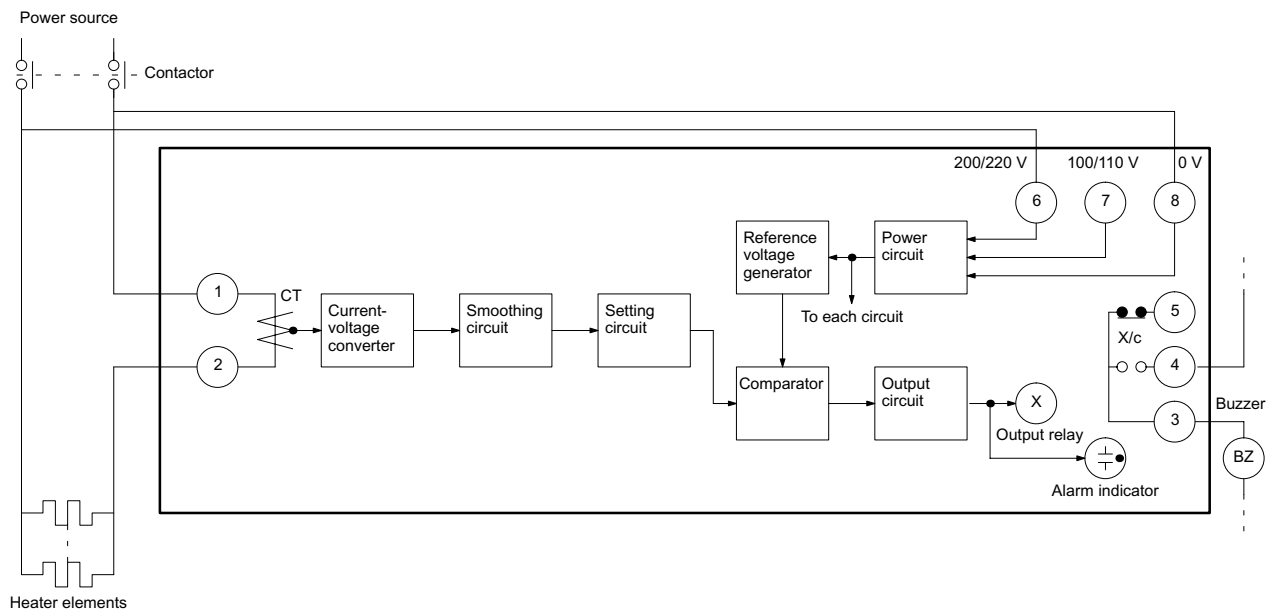 Power source
Contactor
200/220 V
100/110 V
0 V
6
7
8
Reference
voltage
generator
Power
circuit
To each circuit
1
CT
2
Current-
voltage
converter
Smoothing
circuit
Setting
circuit
5
X/c
4
Comparator
Output
circuit
X
Output relay
3
Buzzer
BZ
Alarm indicator
Heater elements